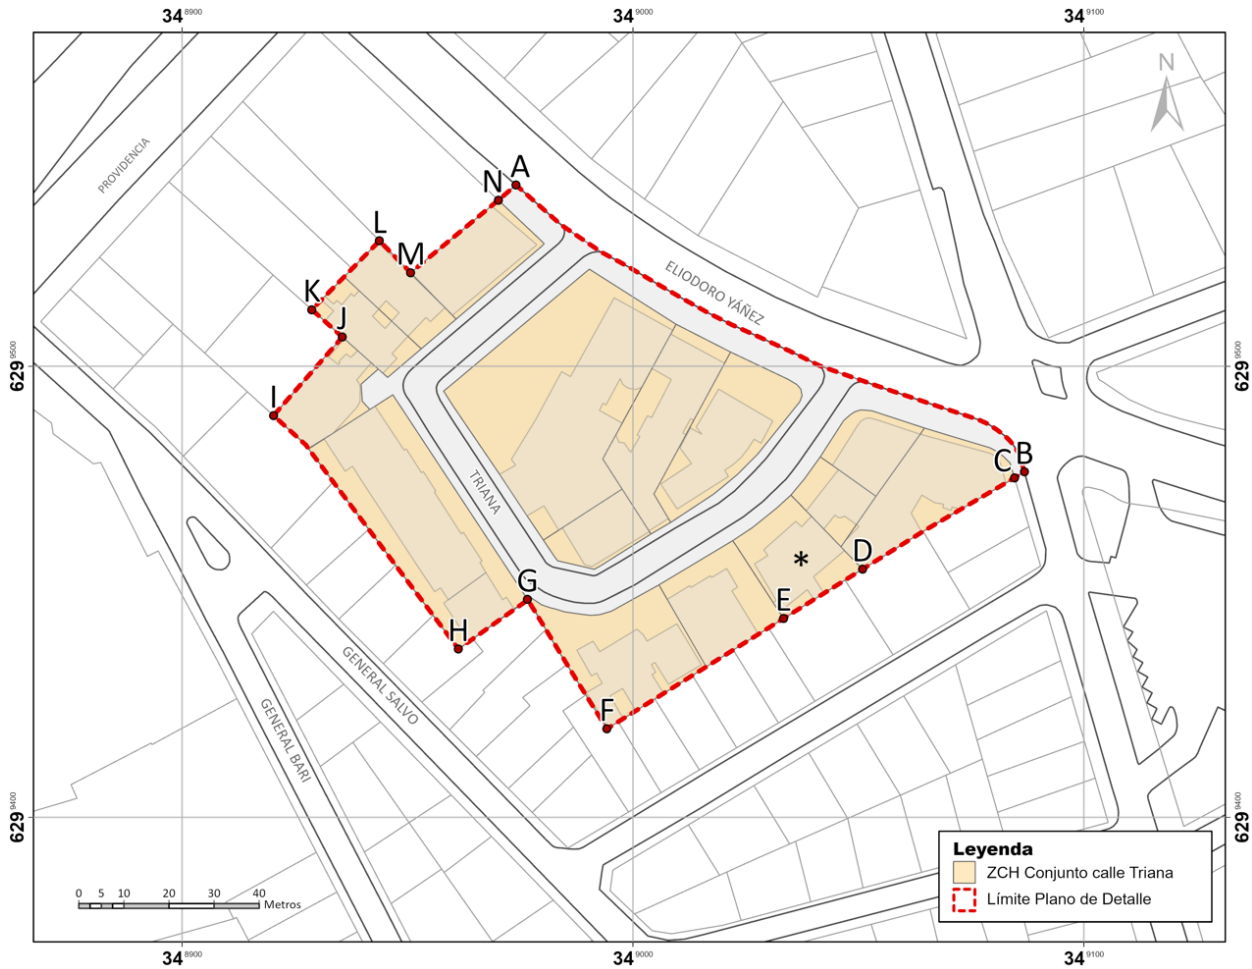 34 8900
34 9000
34 9100
N
PROVIDENCIA
A
N
L
M
ELIODORO YÁÑEZ
K
J
629 9500
629 9500
I
B
C
TRIANA
*
D
G
E
H
GENERAL SALVO
F
GENERAL BARI
629 9400
629 9400
Leyenda
ZCH Conjunto calle Triana
Límite Plano de Detalle
0 5 10 20 30 40
Metros
34 8900
34 9000
34 9100